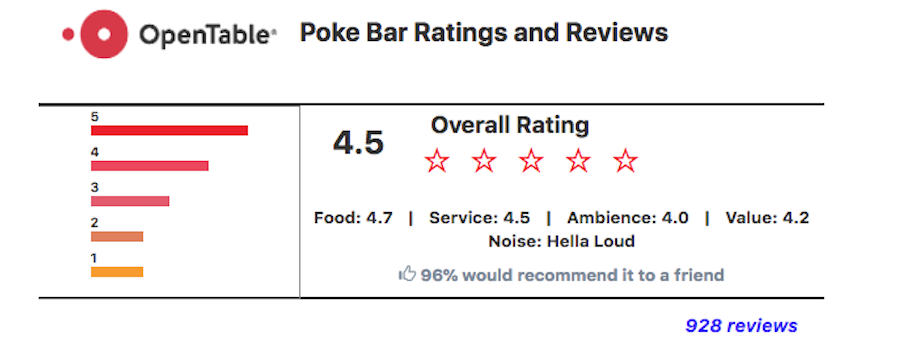 OpenTable® Poke Bar Ratings and Reviews
5
4
3
2
1
4.5
Overall Rating
Food: 4.7 | Service: 4.5 | Ambience: 4.0 | Value: 4.2
Noise: Hella Loud
96% would recommend it to a friend
928 reviews